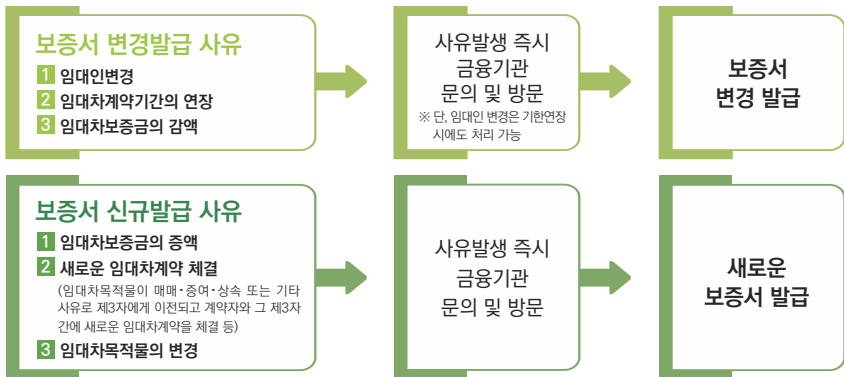 보증서 변경발급 사유
1 임대인변경
2 임대차계약기간의 연장
3 임대차보증금의 감액
사유발생 즉시
금융기관
문의 및 방문
※ 단, 임대인 변경은 기한연장
시에도 처리 가능
보증서
변경 발급
보증서 신규발급 사유
1 임대차보증금의 증액
2 새로운 임대차계약 체결
(임대차목적물이 매매･증여･상속 또는 기타
사유로 제3자에게 이전되고 계약자와 그 제3자
간에 새로운 임대차계약을 체결 등)
3 임대차목적물의 변경
사유발생 즉시
금융기관
문의 및 방문
새로운
보증서 발급